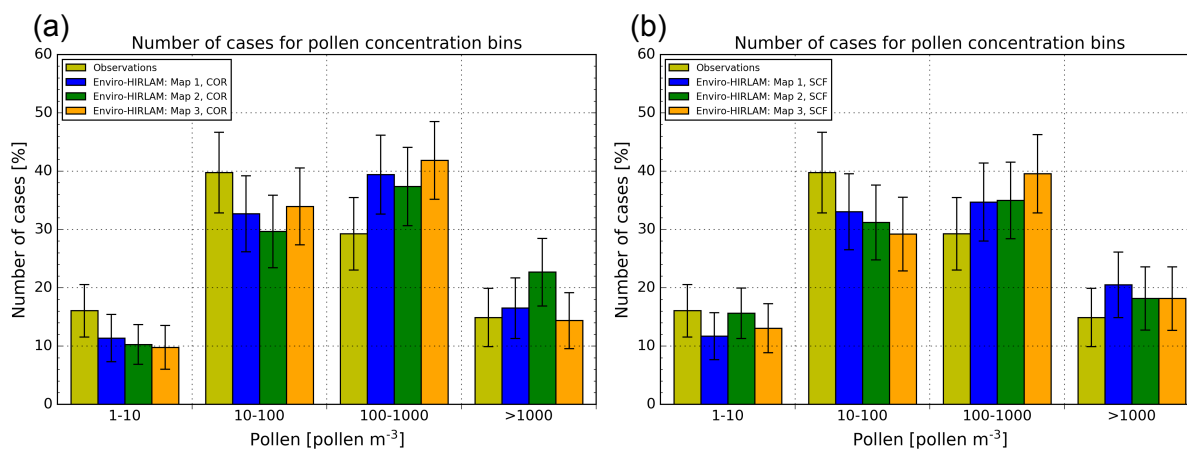 (a)
Number of cases for pollen concentration bins
Observations
Enviro-HIRLAM: Map 1, COR
Enviro-HIRLAM: Map 2, COR
Enviro-HIRLAM: Map 3, COR
Number of cases [%]
60
50
40
30
20
10
0
1-10 10-100 100-1000 >1000
Pollen [pollen m⁻³]
(b)
Number of cases for pollen concentration bins
Observations
Enviro-HIRLAM: Map 1, SCF
Enviro-HIRLAM: Map 2, SCF
Enviro-HIRLAM: Map 3, SCF
Number of cases [%]
60
50
40
30
20
10
0
1-10 10-100 100-1000 >1000
Pollen [pollen m⁻³]